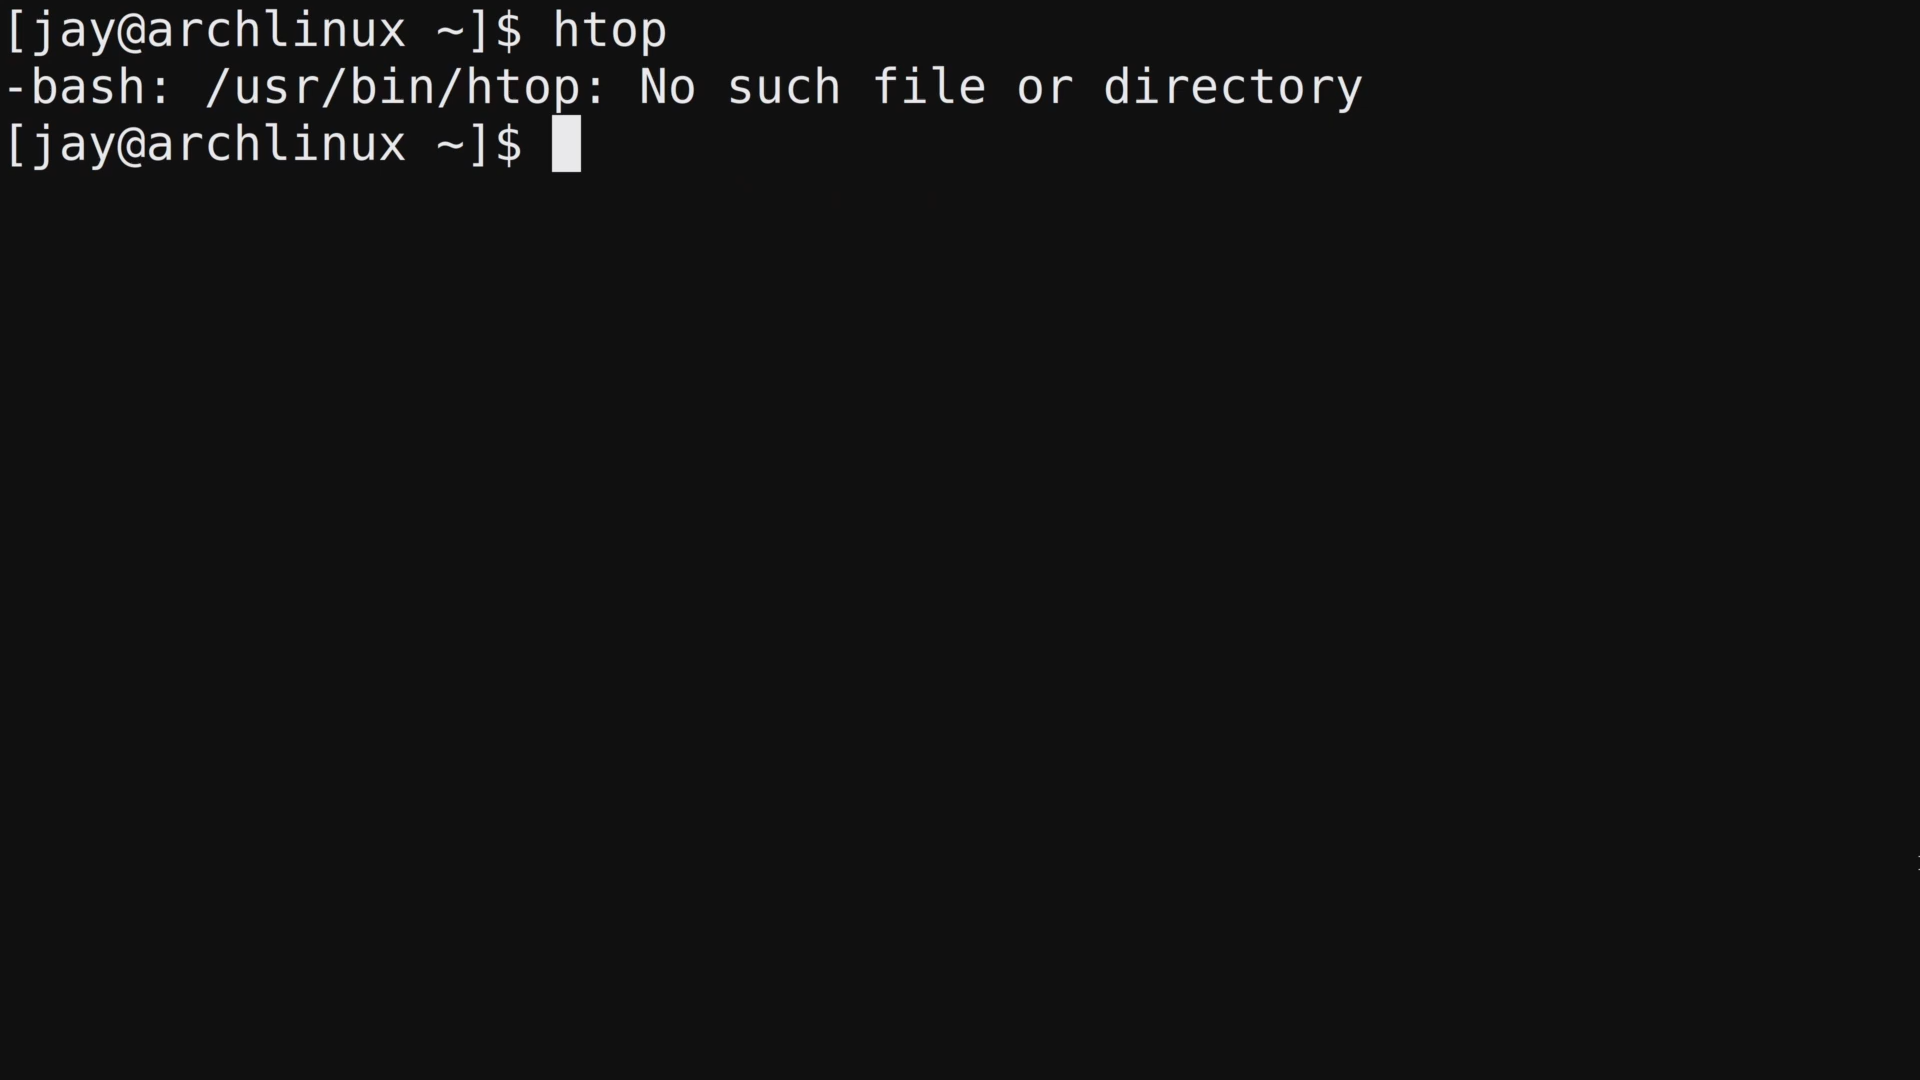 [jay@archlinux ~]$ htop
-bash: /usr/bin/htop: No such file or directory
[jay@archlinux ~]$